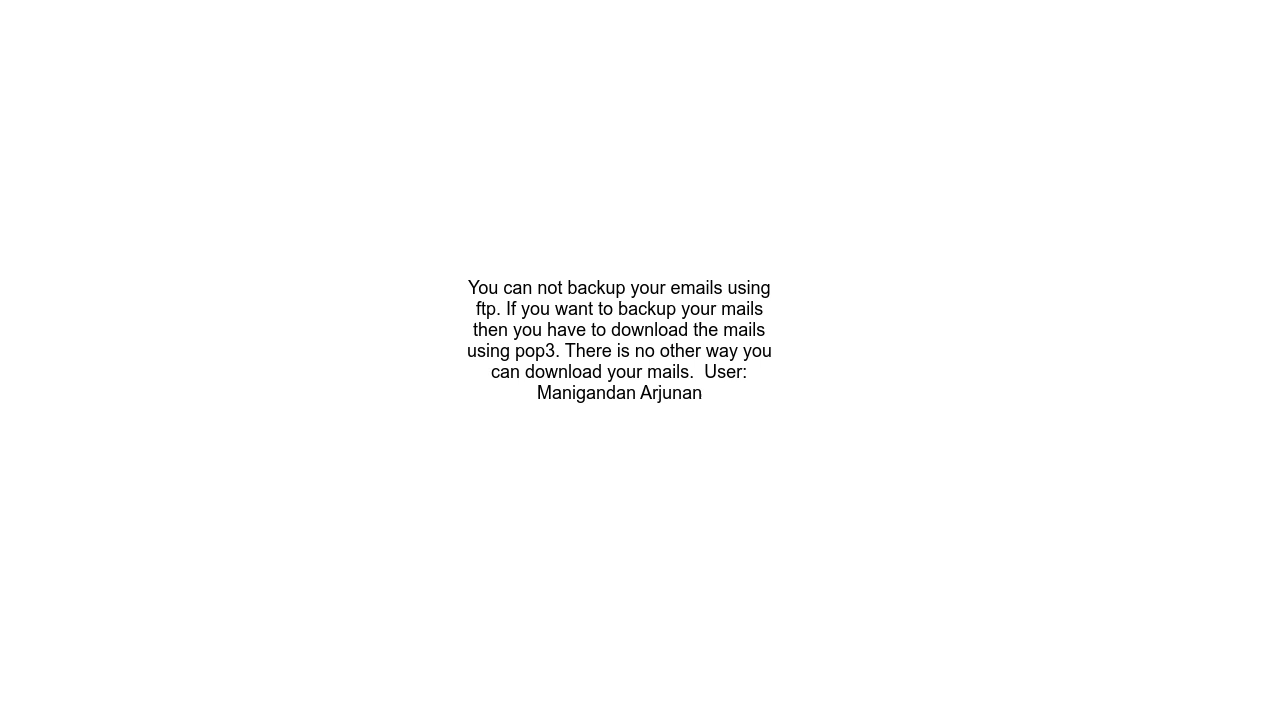 You can not backup your emails using
ftp. If you want to backup your mails
then you have to download the mails
using pop3. There is no other way you
can download your mails.  User:
Manigandan Arjunan